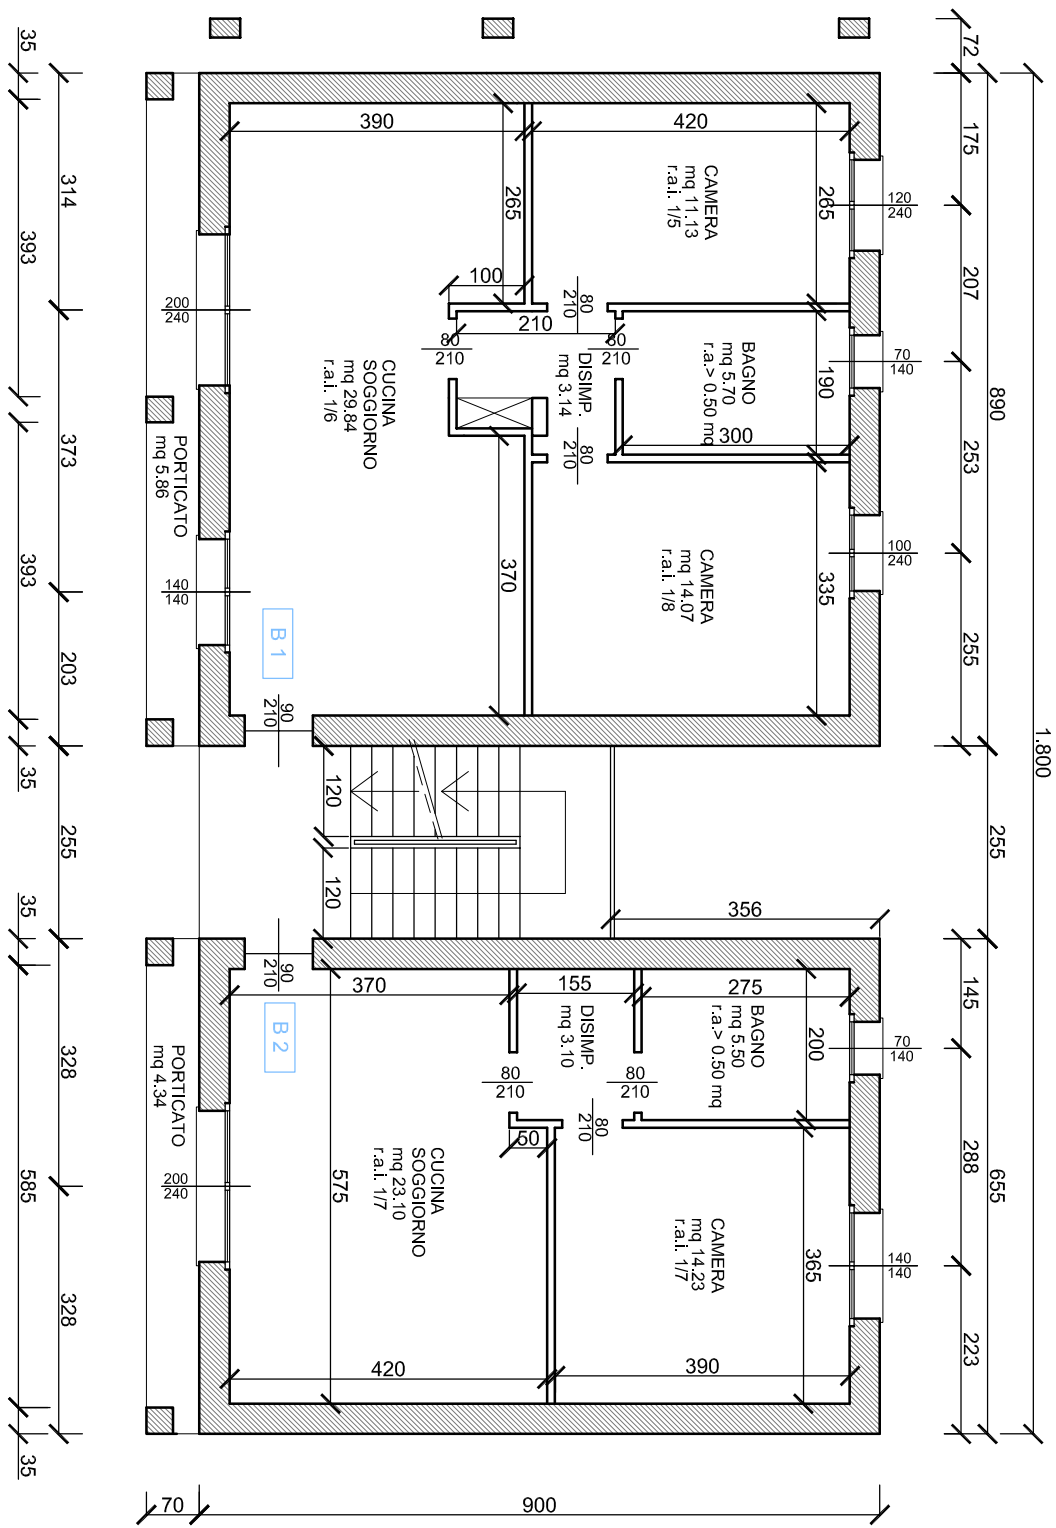 72
35
1.800
890
175
207
253
255
314
373
203
393
393
390
420
265
265
CAMERA
mq 11.13
r.a.i. 1/5
120
240
100
80
210
210
200
240
80
210
80
210
BAGNO
mq 5.70
r.a.> 0.50 mq
190
70
140
DISIMP.
mq 3.14
300
CUCINA
SOGGIORNO
mq 29.84
r.a.i. 1/6
PORTICATO
mq 5.86
80
210
370
CAMERA
mq 14.07
r.a.i. 1/8
335
100
240
140
140
B 1
90
210
35
255
255
120
120
356
35
90
210
B 2
370
155
275
145
DISIMP.
mq 3.10
BAGNO
mq 5.50
r.a.> 0.50 mq
200
70
140
PORTICATO
mq 4.34
328
80
210
80
210
80
210
50
CUCINA
SOGGIORNO
mq 23.10
r.a.i. 1/7
200
240
575
585
288
655
CAMERA
mq 14.23
r.a.i. 1/7
365
140
140
328
223
420
390
35
70
900